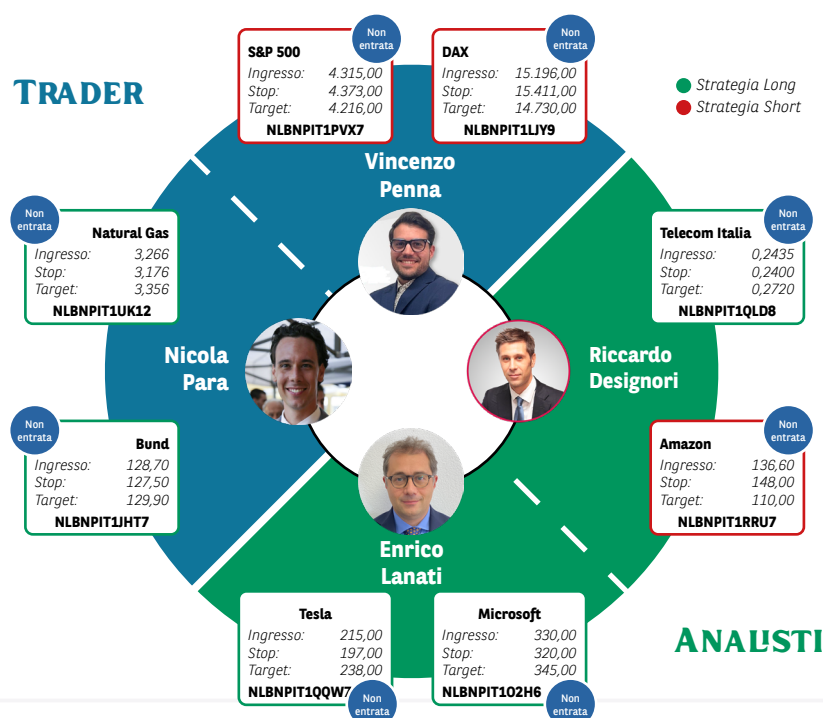 TRADER
Non
entrata
S&P 500
Ingresso: 4.315,00
Stop: 4.373,00
Target: 4.216,00
NLBNPIT1PVX7
Non
entrata
DAX
Ingresso: 15.196,00
Stop: 15.411,00
Target: 14.730,00
NLBNPIT1LJY9
Strategia Long
Strategia Short
Vincenzo
Penna
Non
entrata
Natural Gas
Ingresso: 3,266
Stop: 3,176
Target: 3,356
NLBNPIT1UK12
Non
entrata
Telecom Italia
Ingresso: 0,2435
Stop: 0,2400
Target: 0,2720
NLBNPIT1QLD8
Nicola
Para
Riccardo
Designori
Non
entrata
Bund
Ingresso: 128,70
Stop: 127,50
Target: 129,90
NLBNPIT1JHT7
Non
entrata
Amazon
Ingresso: 136,60
Stop: 148,00
Target: 110,00
NLBNPIT1RRU7
Enrico
Lanati
Tesla
Ingresso: 215,00
Stop: 197,00
Target: 238,00
NLBNPIT1QQW7
Non
entrata
Microsoft
Ingresso: 330,00
Stop: 320,00
Target: 345,00
NLBNPIT1O2H6
Non
entrata
ANALISTI